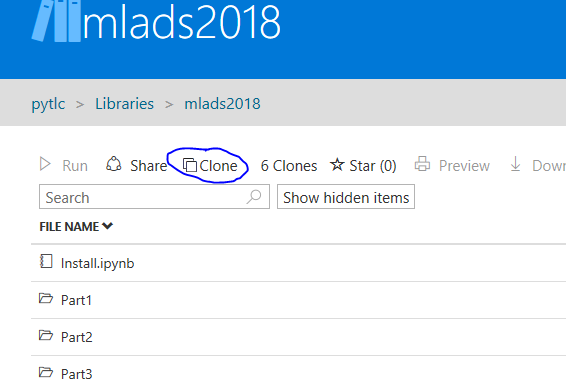 mlads2018
pytlc > Libraries > mlads2018
Run Share Clone 6 Clones Star (0) Preview Down
Search Show hidden items
FILE NAME
Install.ipynb
Part1
Part2
Part3